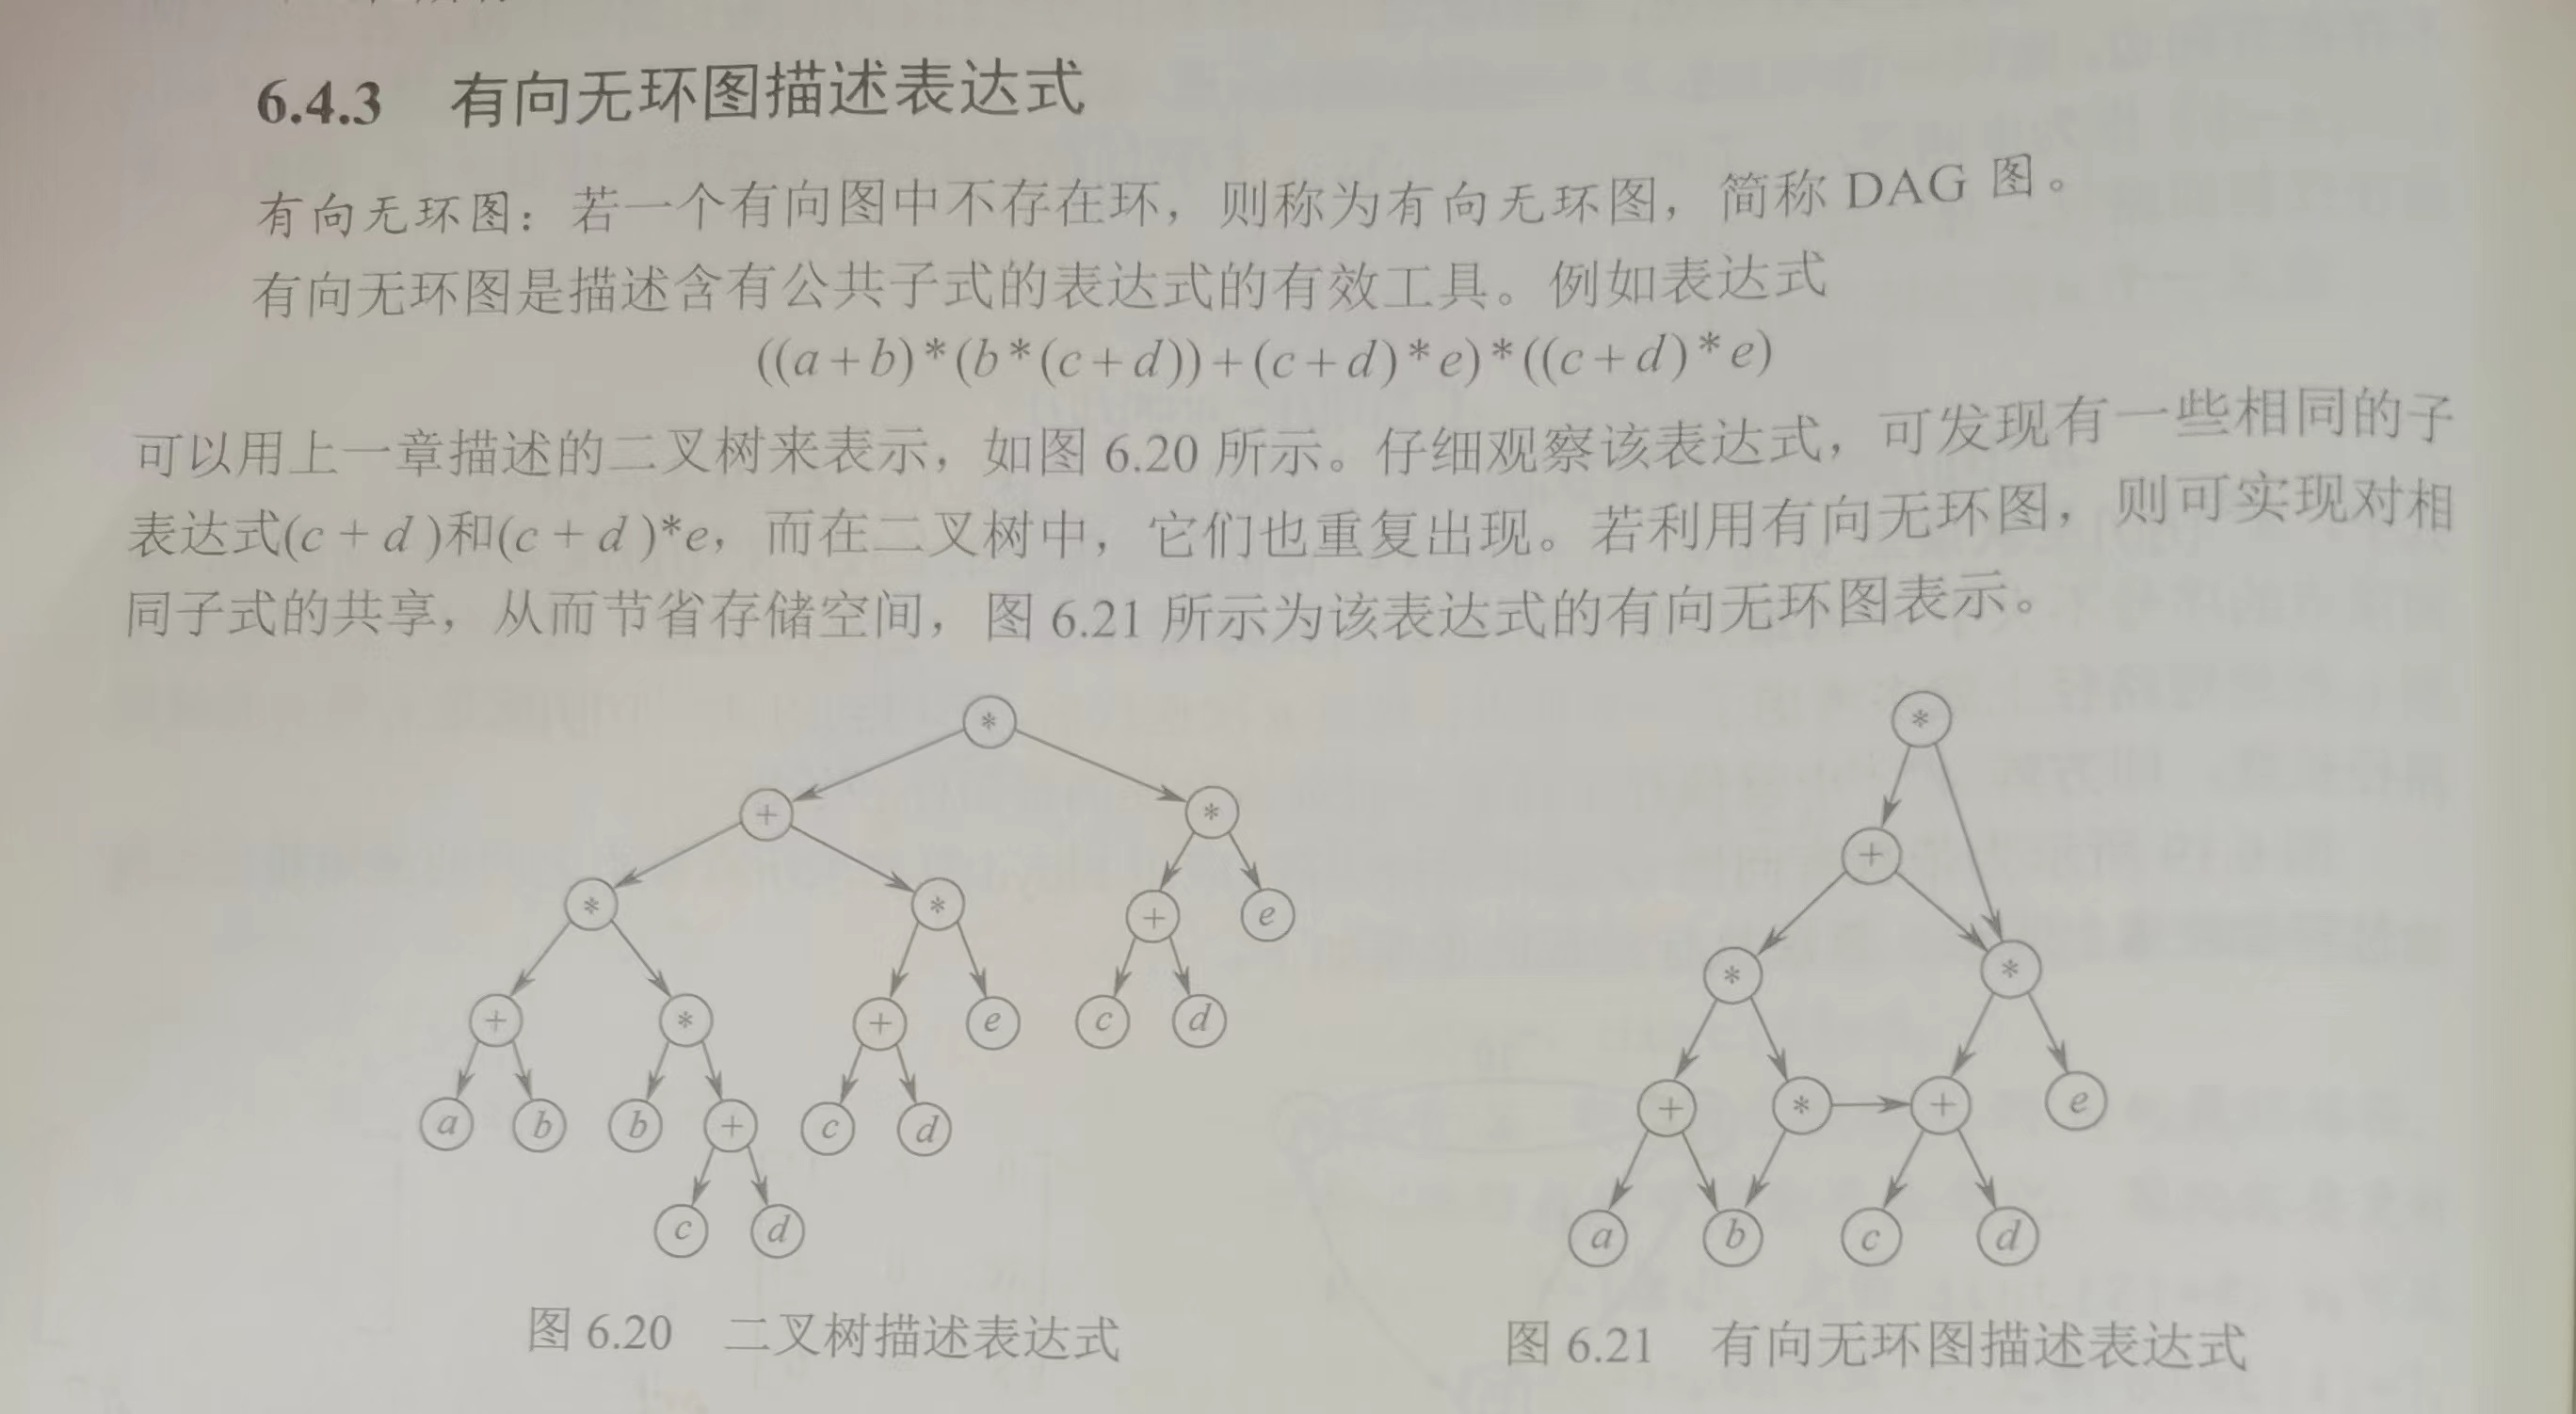 6.4.3 有向无环图描述表达式
有向无环图：若一个有向图中不存在环，则称为有向无环图，简称 DAG 图。
有向无环图是描述含有公共子式的表达式的有效工具。例如表达式
((a+b)*(b*(c+d))+(c+d)*e)*((c+d)*e)
可以用上一章描述的二叉树来表示，如图 6.20 所示。仔细观察该表达式，可发现有一些相同的子
表达式(c + d )和(c + d )*e，而在二叉树中，它们也重复出现。若利用有向无环图，则可实现对相
同子式的共享，从而节省存储空间，图 6.21 所示为该表达式的有向无环图表示。
*
+ *
* * + e
+ * + e c d
a b b + c d
c d
图 6.20 二叉树描述表达式
*
+
* *
+ * + e
a b c d
图 6.21 有向无环图描述表达式